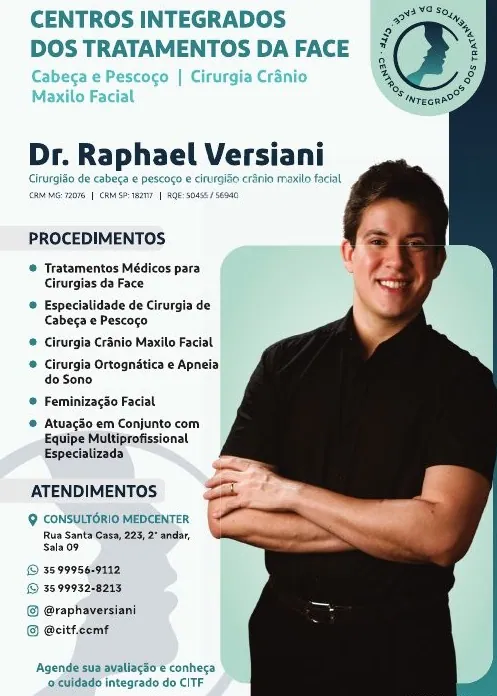 CENTROS INTEGRADOS
DOS TRATAMENTOS DA FACE
Cabeça e Pescoço | Cirurgia Crânio
Maxilo Facial
CENTROS INTEGRADOS DOS TRATAMENTOS DA FACE · CITF ·
Dr. Raphael Versiani
Cirurgião de cabeça e pescoço e cirurgião crânio maxilo facial
CRM MG: 72076 | CRM SP: 182117 | RQE: 50455 / 56940
PROCEDIMENTOS
Tratamentos Médicos para
Cirurgias da Face
Especialidade de Cirurgia de
Cabeça e Pescoço
Cirurgia Crânio Maxilo Facial
Cirurgia Ortognática e Apneia
do Sono
Feminização Facial
Atuação em Conjunto com
Equipe Multiprofissional
Especializada
ATENDIMENTOS
CONSULTÓRIO MEDCENTER
Rua Santa Casa, 223, 2° andar,
Sala 09
35 99956-9112
35 99932-8213
@raphaversiani
@citf.ccmf
Agende sua avaliação e conheça
o cuidado integrado do CITF